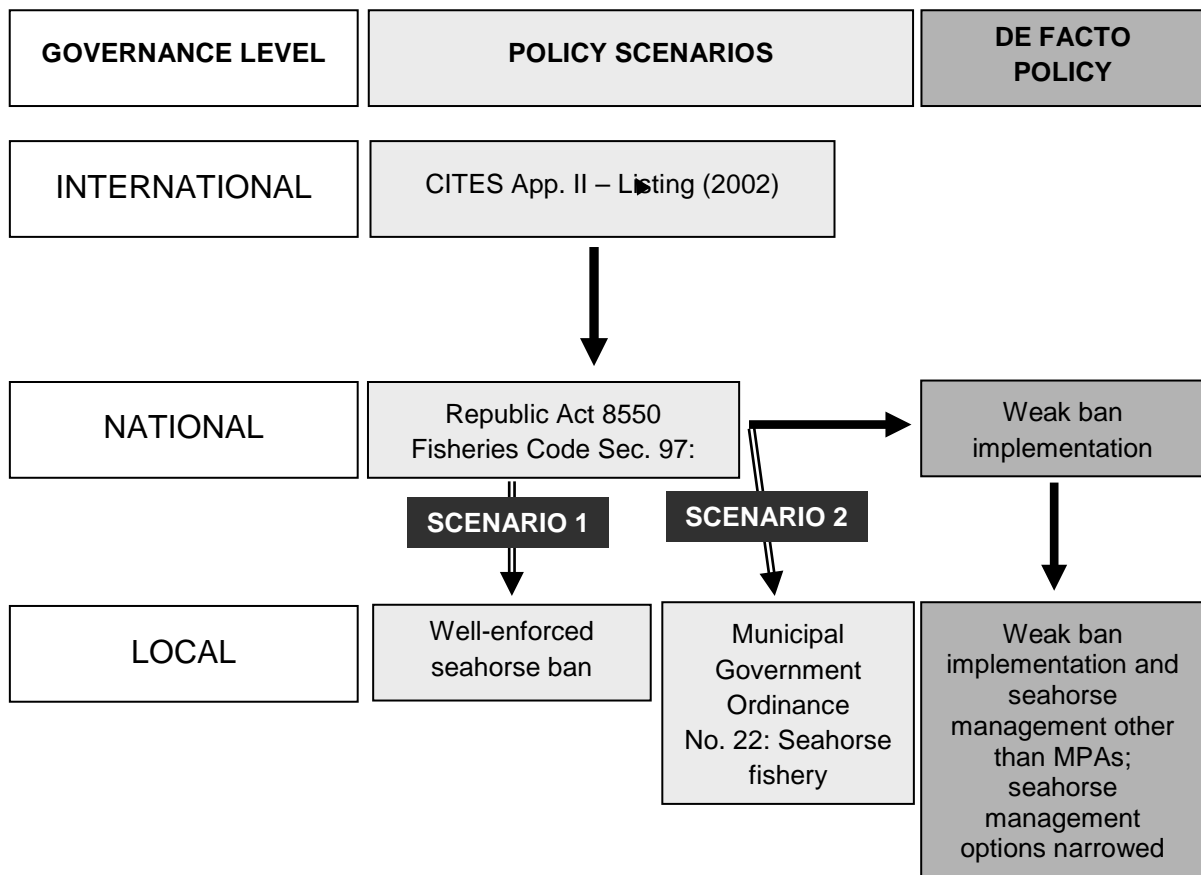 GOVERNANCE LEVEL
POLICY SCENARIOS
DE FACTO
POLICY
INTERNATIONAL
CITES App. II – Listing (2002)
NATIONAL
Republic Act 8550
Fisheries Code Sec. 97:
Weak ban
implementation
SCENARIO 1
SCENARIO 2
LOCAL
Well-enforced
seahorse ban
Municipal
Government
Ordinance
No. 22: Seahorse
fishery
Weak ban
implementation and
seahorse
management other
than MPAs;
seahorse
management
options narrowed